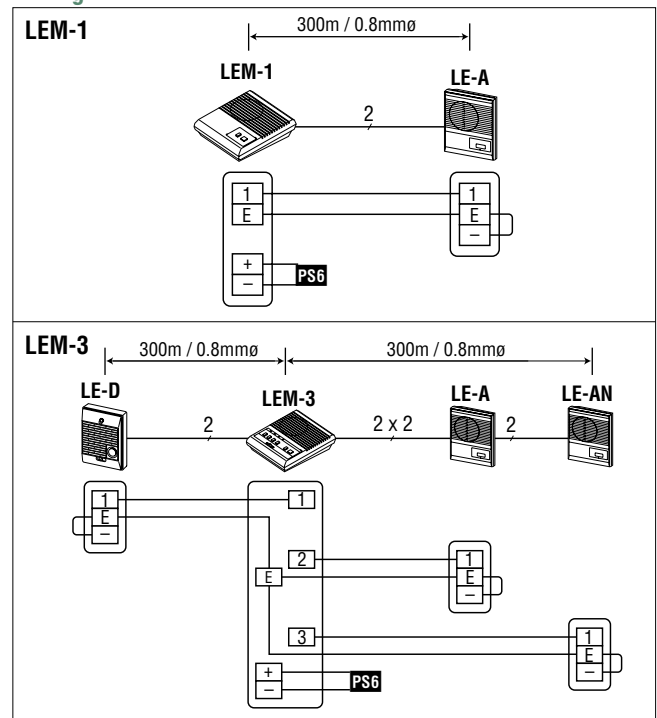 LEM-1
300m / 0.8mmø
LEM-1
LE-A
2
1
E
1
E
–
+
–
PS6
LEM-3
300m / 0.8mmø
300m / 0.8mmø
LE-D
LEM-3
LE-A
LE-AN
2
2 x 2
2
1
E
–
1
2
E
1
E
–
3
1
E
–
+
–
PS6